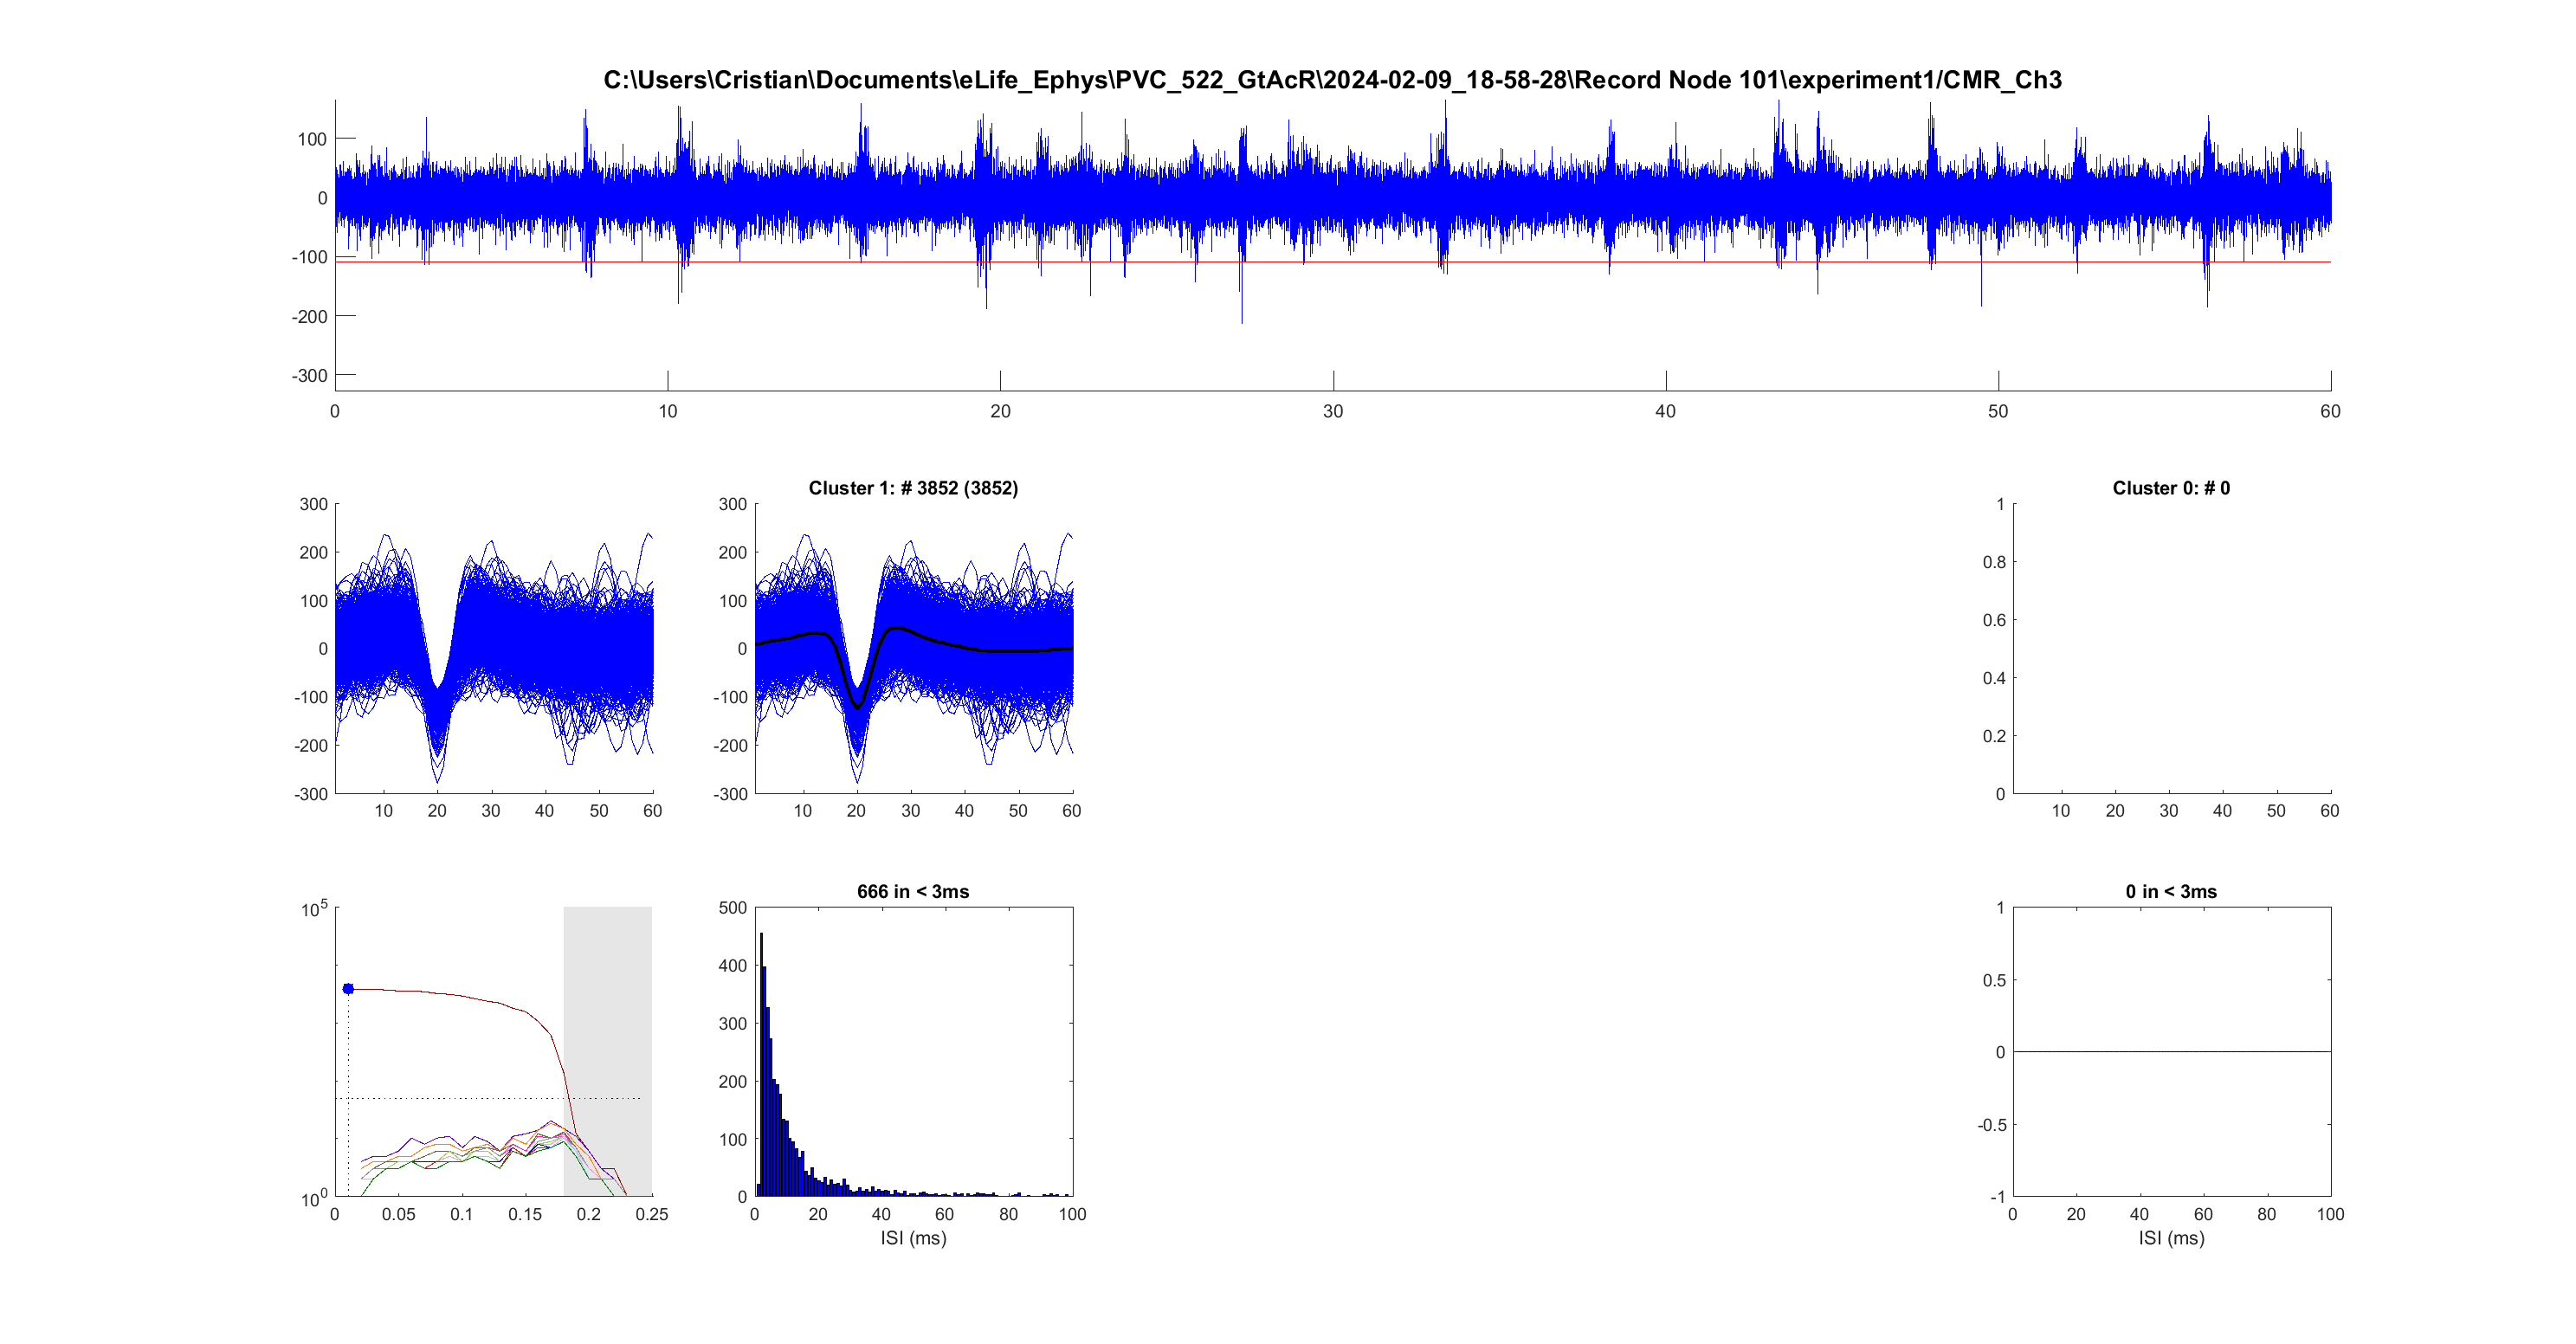 C:\Users\Cristian\Documents\eLife_Ephys\PVC_522_GtAcR\2024-02-09_18-58-28\Record Node 101\experiment1/CMR_Ch3
100
0
-100
-200
-300
0 10 20 30 40 50 60
Cluster 1: # 3852 (3852)
Cluster 0: # 0
300
200
100
0
-100
-200
-300
10 20 30 40 50 60
300
200
100
0
-100
-200
-300
10 20 30 40 50 60
1
0.8
0.6
0.4
0.2
0
10 20 30 40 50 60
666 in < 3ms
0 in < 3ms
10^5
10^0
0 0.05 0.1 0.15 0.2 0.25
500
400
300
200
100
0
0 20 40 60 80 100
ISI (ms)
1
0.5
0
-0.5
-1
0 20 40 60 80 100
ISI (ms)